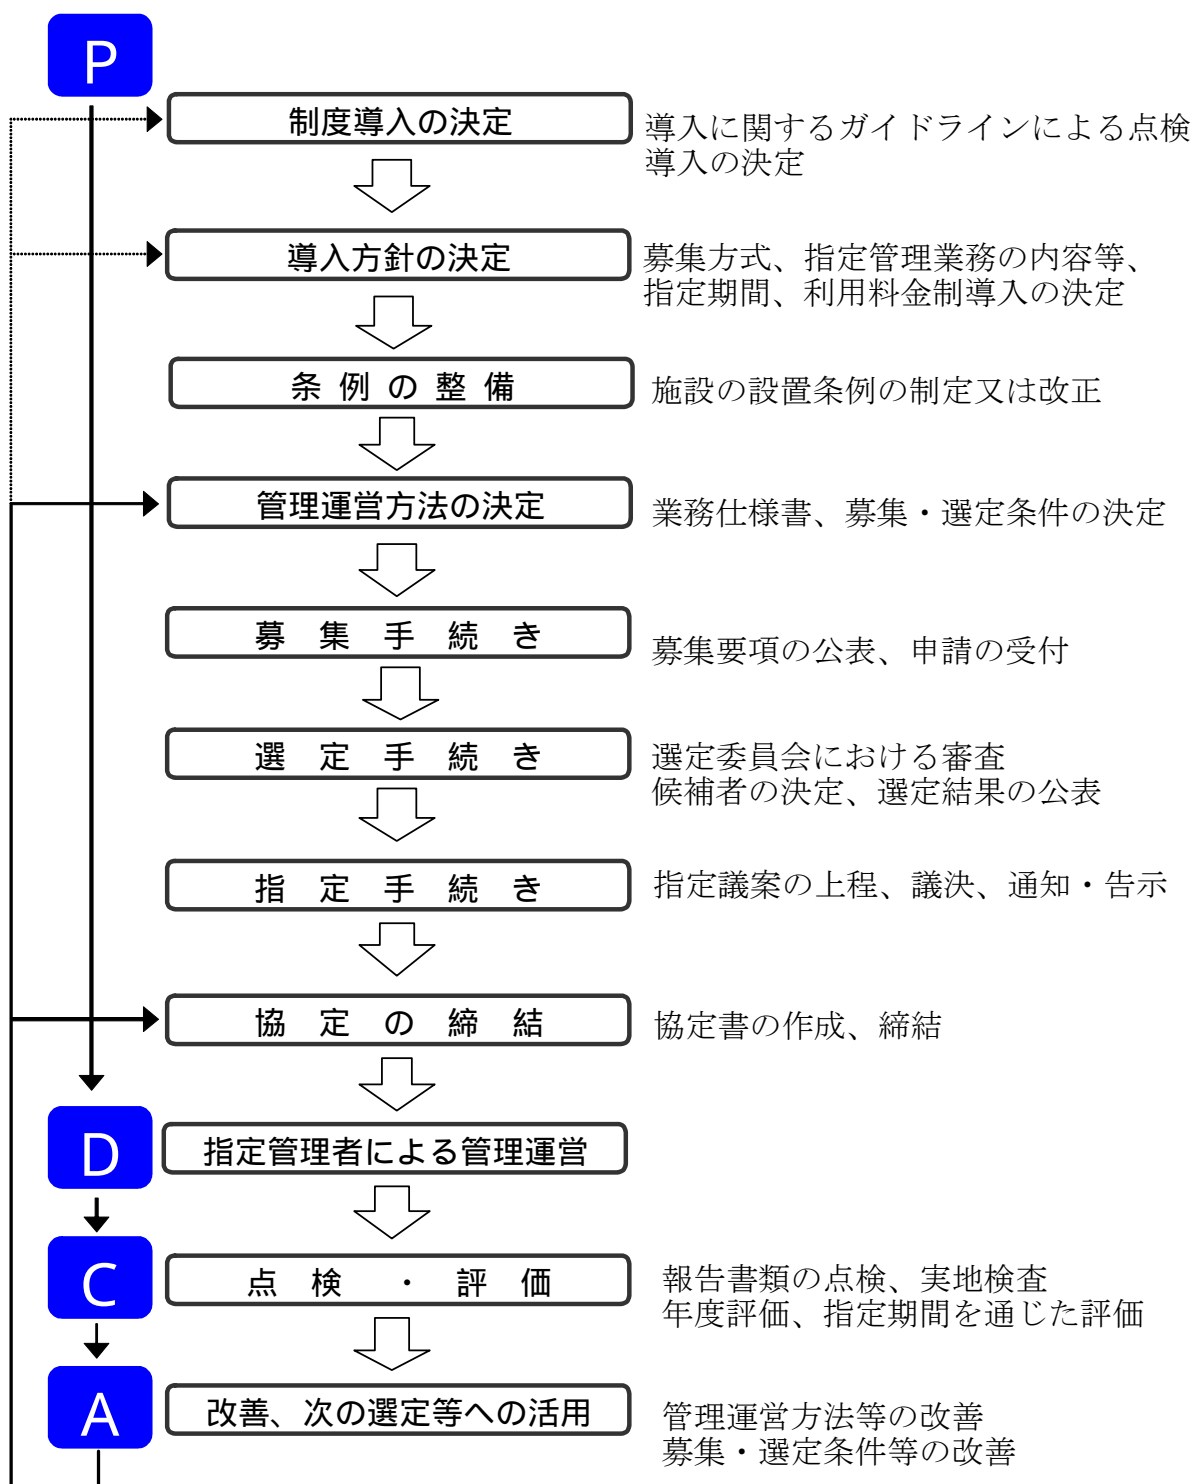 P
制度導入の決定
導入に関するガイドラインによる点検
導入の決定
導入方針の決定
募集方式、指定管理業務の内容等、
指定期間、利用料金制導入の決定
条例の整備
施設の設置条例の制定又は改正
管理運営方法の決定
業務仕様書、募集・選定条件の決定
募集手続き
募集要項の公表、申請の受付
選定手続き
選定委員会における審査
候補者の決定、選定結果の公表
指定手続き
指定議案の上程、議決、通知・告示
協定の締結
協定書の作成、締結
D
指定管理者による管理運営
C
点検・評価
報告書類の点検、実地検査
年度評価、指定期間を通じた評価
A
改善、次の選定等への活用
管理運営方法等の改善
募集・選定条件等の改善